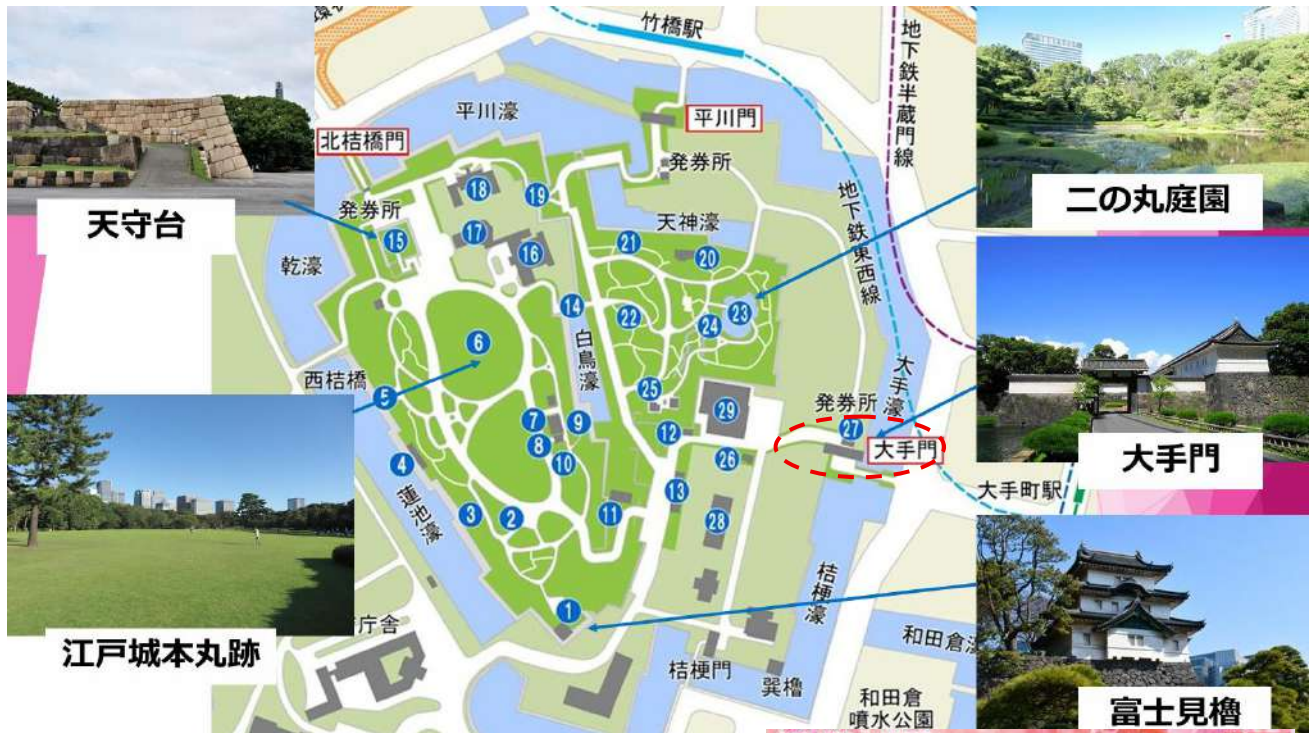 竹橋駅
地下鉄半蔵門線
平川濠
平川門
北桔橋門
発券所
18
19
二の丸庭園
天守台
発券所
天神濠
地下鉄東西線
15
17
16
21
20
乾濠
14
22
24
23
6
白鳥濠
大手濠
西桔橋
5
25
29
発券所
27
7
9
12
大手門
8
大手門
4
10
26
大手町駅
蓮池濠
3
2
13
11
28
桔梗濠
1
庁舎
和田倉
江戸城本丸跡
桔梗門
巽櫓
和田倉
噴水公園
富士見櫓